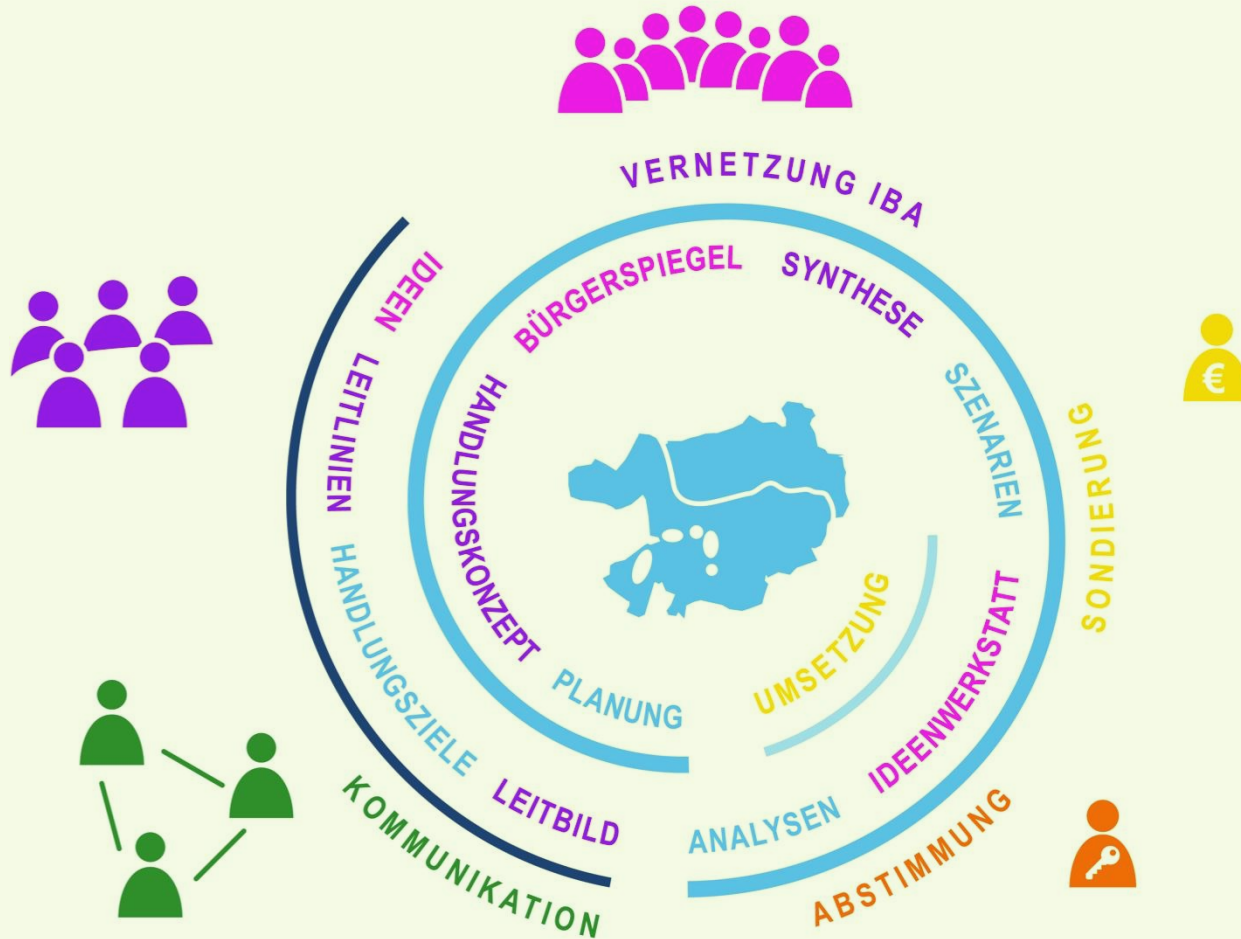 VERNETZUNG IBA
IDEEN
LEITLINIEN
HANDLUNGSZIELE
LEITBILD
KOMMUNIKATION
ANALYSEN
IDEENWERKSTATT
ABSTIMMUNG
SONDIERUNG
SZENARIEN
SYNTHESE
BÜRGERSPIEGEL
HANDLUNGSKONZEPT
PLANUNG
UMSETZUNG
€